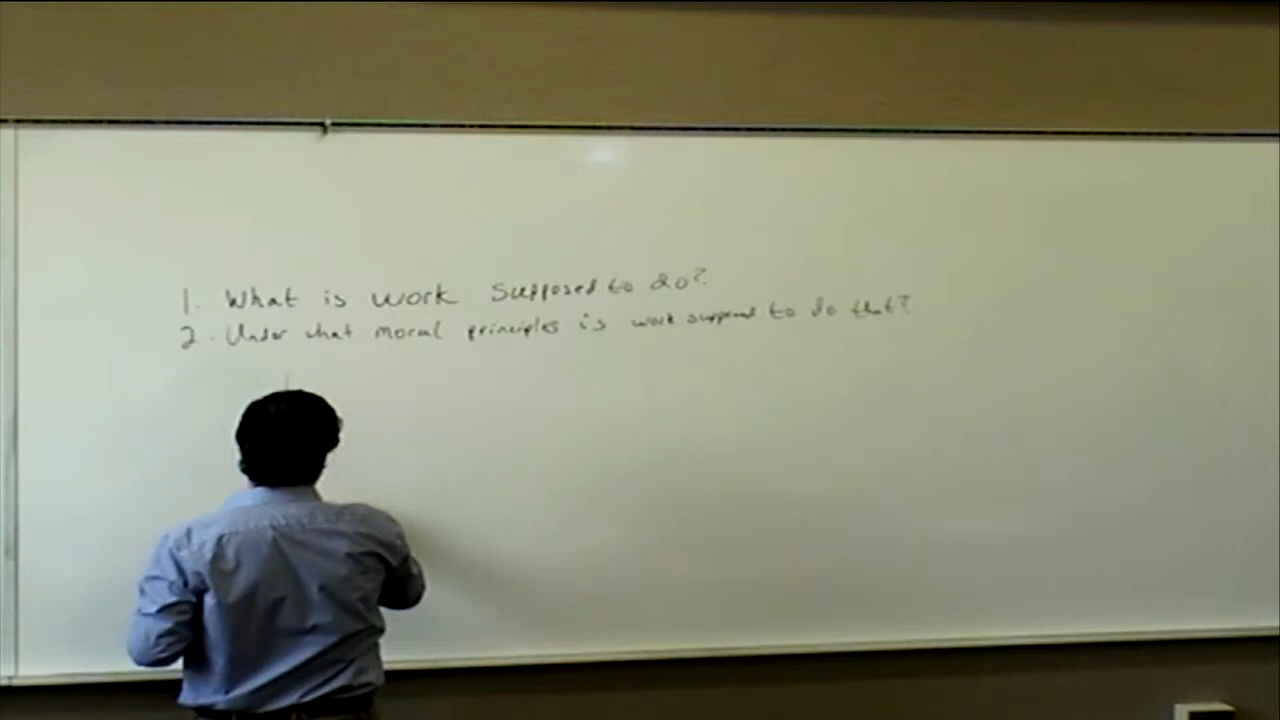 1. What is work supposed to do?
2. Under what moral principles is work supposed to do that?